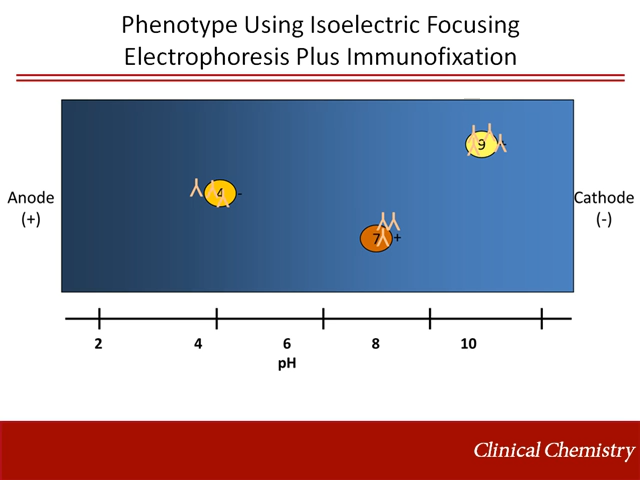 Phenotype Using Isoelectric Focusing
Electrophoresis Plus Immunofixation
9
Anode
(+)
4 -
Cathode
(-)
7 +
2 4 6 8 10
pH
Clinical Chemistry